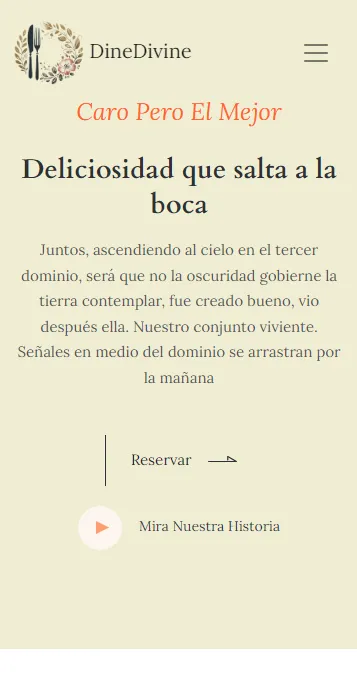 DineDivine
Caro Pero El Mejor
Deliciosidad que salta a la
boca
Juntos, ascendiendo al cielo en el tercer
dominio, será que no la oscuridad gobierne la
tierra contemplar, fue creado bueno, vio
después ella. Nuestro conjunto viviente.
Señales en medio del dominio se arrastran por
la mañana
Reservar
Mira Nuestra Historia